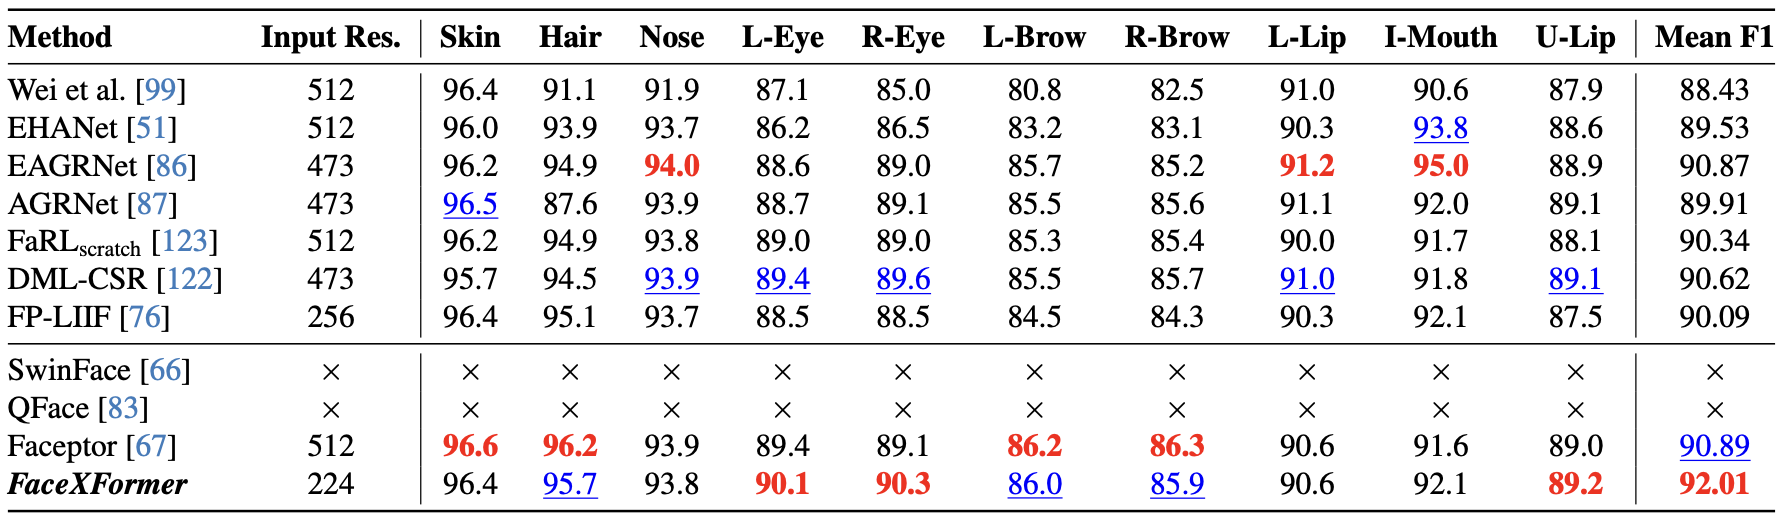 Method Input Res. Skin Hair Nose L-Eye R-Eye L-Brow R-Brow L-Lip I-Mouth U-Lip Mean F1
Wei et al. [99] 512 96.4 91.1 91.9 87.1 85.0 80.8 82.5 91.0 90.6 87.9 88.43
EHANet [51] 512 96.0 93.9 93.7 86.2 86.5 83.2 83.1 90.3 93.8 88.6 89.53
EAGRNet [86] 473 96.2 94.9 94.0 88.6 89.0 85.7 85.2 91.2 95.0 88.9 90.87
AGRNet [87] 473 96.5 87.6 93.9 88.7 89.1 85.5 85.6 91.1 92.0 89.1 89.91
FaRLscratch [123] 512 96.2 94.9 93.8 89.0 89.0 85.3 85.4 90.0 91.7 88.1 90.34
DML-CSR [122] 473 95.7 94.5 93.9 89.4 89.6 85.5 85.7 91.0 91.8 89.1 90.62
FP-LIIF [76] 256 96.4 95.1 93.7 88.5 88.5 84.5 84.3 90.3 92.1 87.5 90.09
SwinFace [66] × × × × × × × × × × × ×
QFace [83] × × × × × × × × × × × ×
Faceptor [67] 512 96.6 96.2 93.9 89.4 89.1 86.2 86.3 90.6 91.6 89.0 90.89
FaceXFormer 224 96.4 95.7 93.8 90.1 90.3 86.0 85.9 90.6 92.1 89.2 92.01